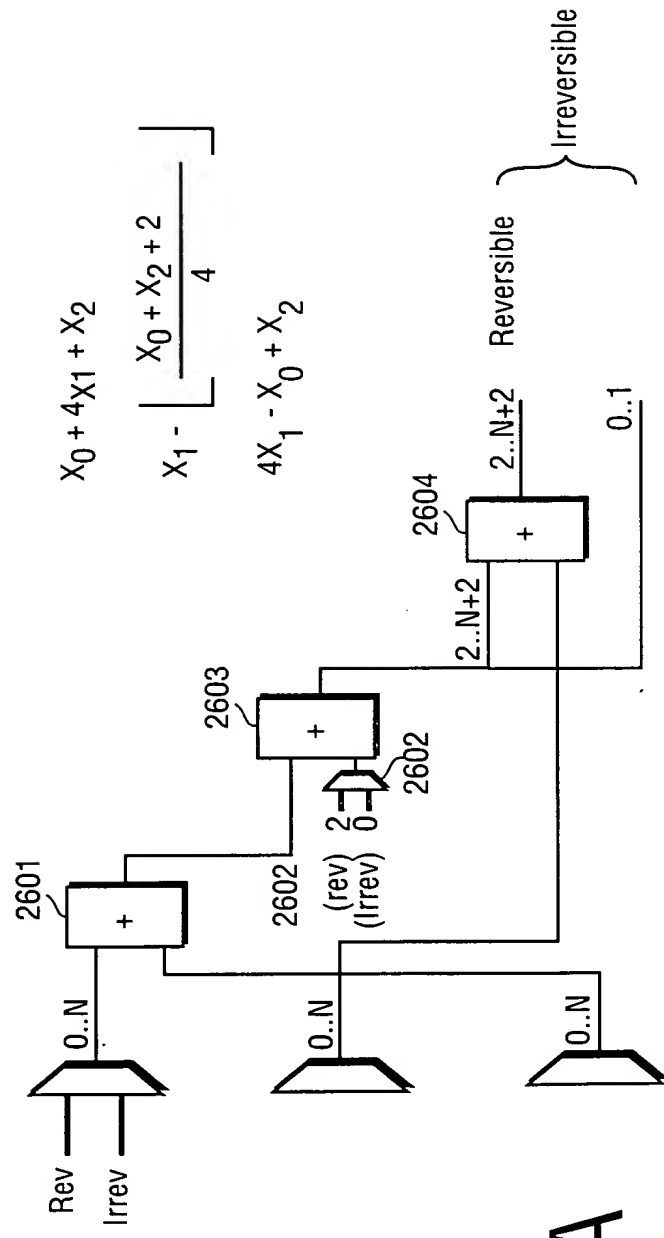 X0 + 4X1 + X2
X1 - [ X0 + X2 + 2 / 4 ]
4X1 - X0 + X2
Rev
Irrev
0..N
2601
+
0..N
0..N
2602
2
0
(rev)
(Irrev)
2602
2603
+
2..N+2
2604
+
2..N+2
0..1
Reversible
Irreversible
A